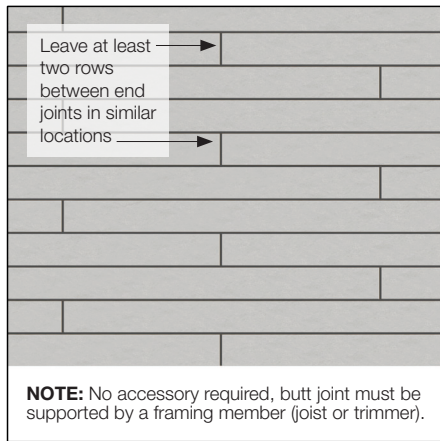 Leave at least
two rows
between end
joints in similar
locations
NOTE: No accessory required, butt joint must be
supported by a framing member (joist or trimmer).